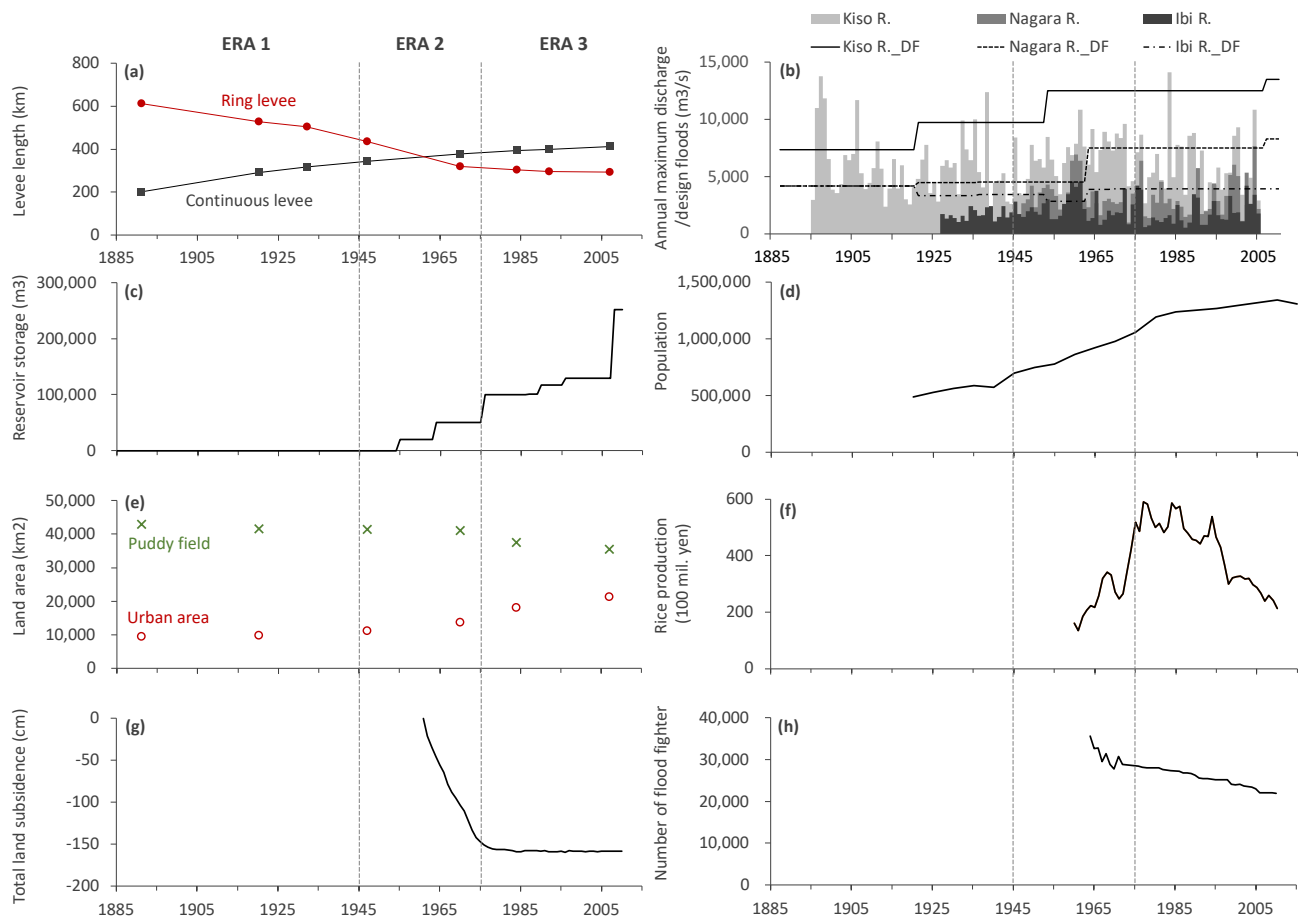 ERA 1 ERA 2 ERA 3
Kiso R. Nagara R. Ibi R.
Kiso R._DF Nagara R._DF Ibi R._DF
(a)
Levee length (km)
800
600
400
200
0
Ring levee
Continuous levee
1885 1905 1925 1945 1965 1985 2005
(b)
Annual maximum discharge
/design floods (m3/s)
15,000
10,000
5,000
0
1885 1905 1925 1945 1965 1985 2005
(c)
Reservoir storage (m3)
300,000
200,000
100,000
0
(d)
Population
1,500,000
1,000,000
500,000
0
(e)
Land area (km2)
50,000
40,000
30,000
20,000
10,000
0
Puddy field
Urban area
(f)
Rice production
(100 mil. yen)
600
400
200
0
(g)
Total land subsidence (cm)
0
-50
-100
-150
-200
1885 1905 1925 1945 1965 1985 2005
(h)
Number of flood fighter
40,000
30,000
20,000
10,000
0
1885 1905 1925 1945 1965 1985 2005